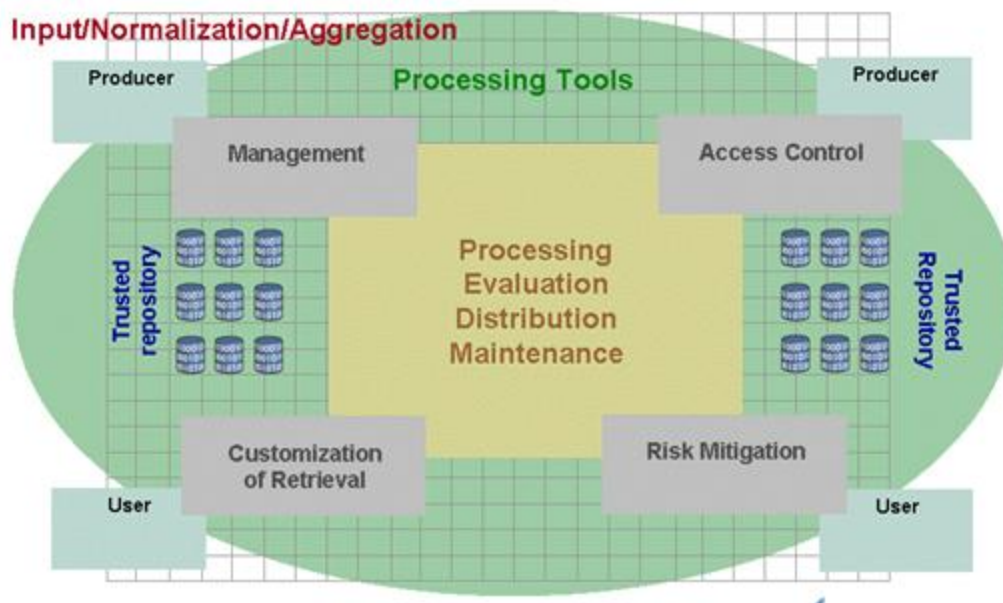 Input/Normalization/Aggregation
Producer
Processing Tools
Producer
Management
Access Control
Trusted
repository
Processing
Evaluation
Distribution
Maintenance
Trusted
Repository
Customization
of Retrieval
Risk Mitigation
User
User